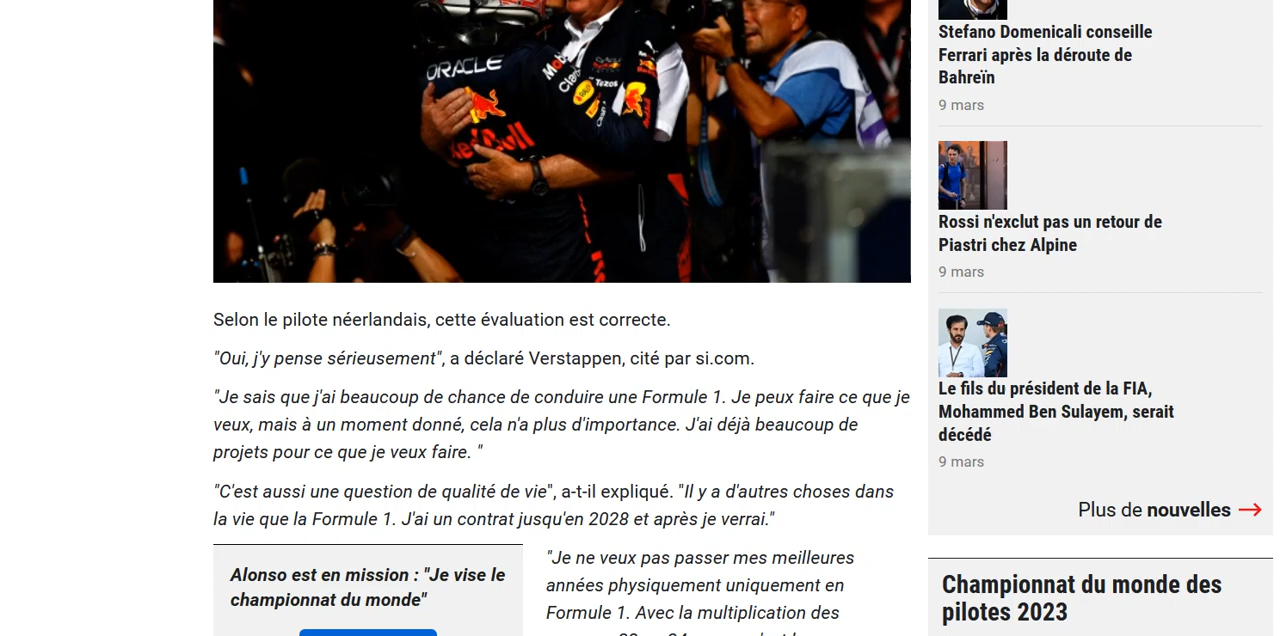 ORACLE
Mobil
Red Bull
TEZOS
Selon le pilote néerlandais, cette évaluation est correcte.
"Oui, j'y pense sérieusement", a déclaré Verstappen, cité par si.com.
"Je sais que j'ai beaucoup de chance de conduire une Formule 1. Je peux faire ce que je
veux, mais à un moment donné, cela n'a plus d'importance. J'ai déjà beaucoup de
projets pour ce que je veux faire. "
"C'est aussi une question de qualité de vie", a-t-il expliqué. "Il y a d'autres choses dans
la vie que la Formule 1. J'ai un contrat jusqu'en 2028 et après je verrai."
Alonso est en mission : "Je vise le
championnat du monde"
"Je ne veux pas passer mes meilleures
années physiquement uniquement en
Formule 1. Avec la multiplication des
Stefano Domenicali conseille
Ferrari après la déroute de
Bahreïn
9 mars
Rossi n'exclut pas un retour de
Piastri chez Alpine
9 mars
Le fils du président de la FIA,
Mohammed Ben Sulayem, serait
décédé
9 mars
Plus de nouvelles
Championnat du monde des
pilotes 2023